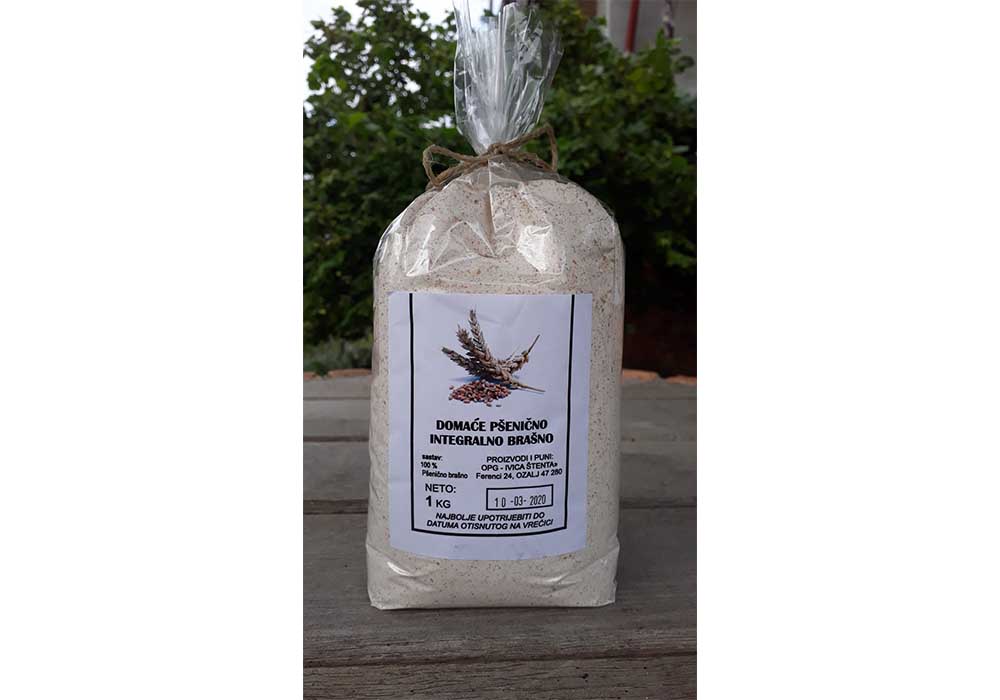 DOMAĆE PŠENIČNO
INTEGRALNO BRAŠNO
sastav:
100 %
Pšenično brašno
PROIZVODI I PUNI:
OPG - IVICA ŠTENTA»
Ferenci 24, OZALJ 47 280
NETO:
1 KG
10-03-2020
NAJBOLJE UPOTRIJEBITI DO
DATUMA OTISNUTOG NA VREĆICI